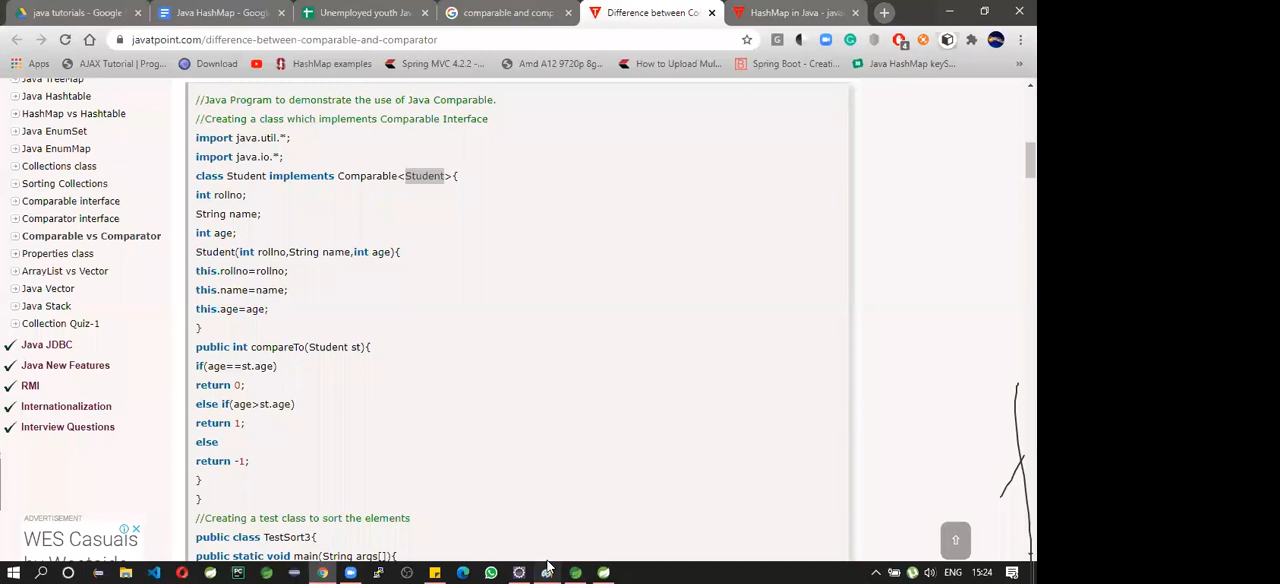 java tutorials - Google
Java HashMap - Goog
Unemployed youth Jav
comparable and comp
Difference between Co
HashMap in Java - java
javatpoint.com/difference-between-comparable-and-comparator
Apps
AJAX Tutorial | Prog...
Download
HashMap examples
Spring MVC 4.2.2 -...
Amd A12 9720p 8g...
How to Upload Mul...
Spring Boot - Creati...
Java HashMap keyS...
»
Java TreeMap
Java Hashtable
HashMap vs Hashtable
Java EnumSet
Java EnumMap
Collections class
Sorting Collections
Comparable interface
Comparator interface
Comparable vs Comparator
Properties class
ArrayList vs Vector
Java Vector
Java Stack
Collection Quiz-1
Java JDBC
Java New Features
RMI
Internationalization
Interview Questions
ADVERTISEMENT
WES Casuals
//Java Program to demonstrate the use of Java Comparable.
//Creating a class which implements Comparable Interface
import java.util.*;
import java.io.*;
class Student implements Comparable<Student>{
int rollno;
String name;
int age;
Student(int rollno,String name,int age){
this.rollno=rollno;
this.name=name;
this.age=age;
}
public int compareTo(Student st){
if(age==st.age)
return 0;
else if(age>st.age)
return 1;
else
return -1;
}
}
//Creating a test class to sort the elements
public class TestSort3{
public static void main(String args[]){
ENG
15:24